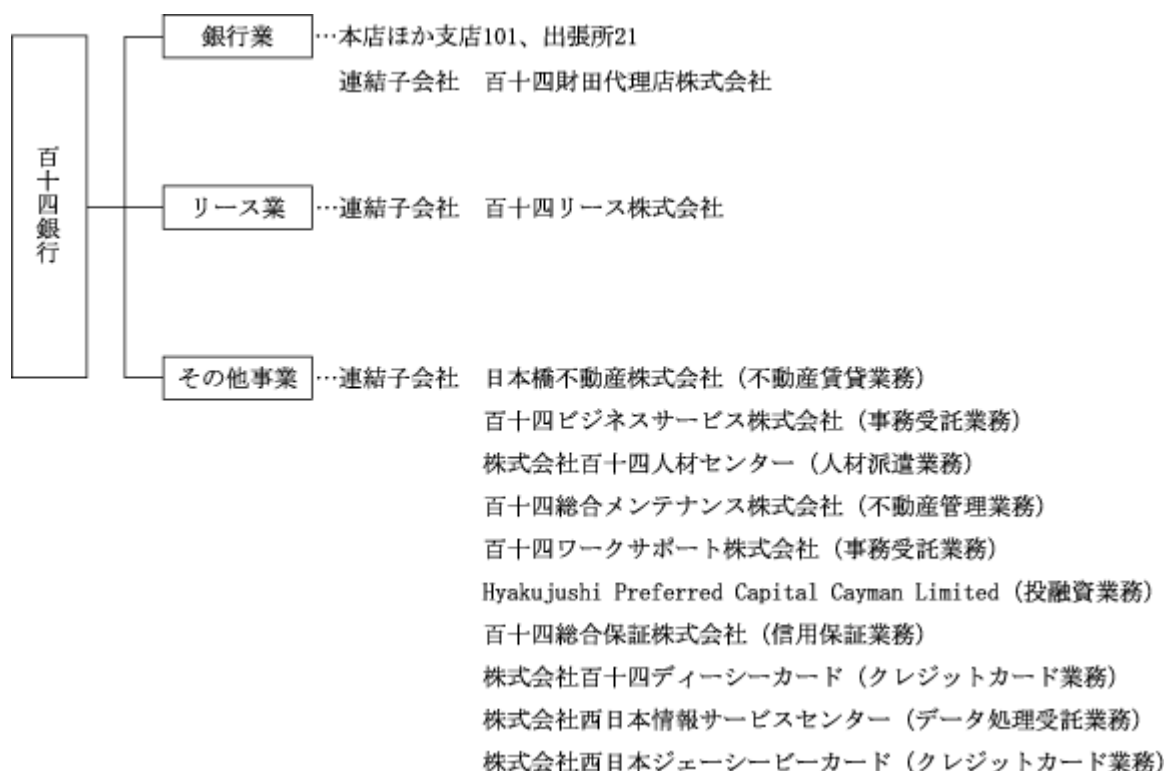 百十四銀行
銀行業…本店ほか支店101、出張所21
連結子会社 百十四財田代理店株式会社
リース業…連結子会社 百十四リース株式会社
その他事業…連結子会社 日本橋不動産株式会社（不動産賃貸業務）
百十四ビジネスサービス株式会社（事務受託業務）
株式会社百十四人材センター（人材派遣業務）
百十四総合メンテナンス株式会社（不動産管理業務）
百十四ワークサポート株式会社（事務受託業務）
Hyakujushi Preferred Capital Cayman Limited（投融資業務）
百十四総合保証株式会社（信用保証業務）
株式会社百十四ディーシーカード（クレジットカード業務）
株式会社西日本情報サービスセンター（データ処理受託業務）
株式会社西日本ジェーシービーカード（クレジットカード業務）